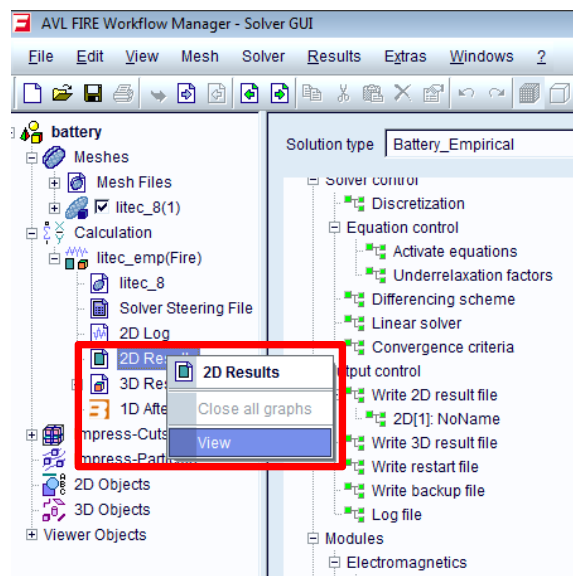 AVL FIRE Workflow Manager - Solver GUI
File Edit View Mesh Solver Results Extras Windows ?
battery
Meshes
Mesh Files
litec_8(1)
Calculation
litec_emp(Fire)
litec_8
Solver Steering File
2D Log
2D Res
3D Res
1D Afte
mpress-Cuts
mpress-Parti
2D Objects
3D Objects
Viewer Objects
2D Results
Close all graphs
View
Solution type Battery_Empirical
Solver control
Discretization
Equation control
Activate equations
Underrelaxation factors
Differencing scheme
Linear solver
Convergence criteria
tput control
Write 2D result file
2D[1]: NoName
Write 3D result file
Write restart file
Write backup file
Log file
Modules
Electromagnetics